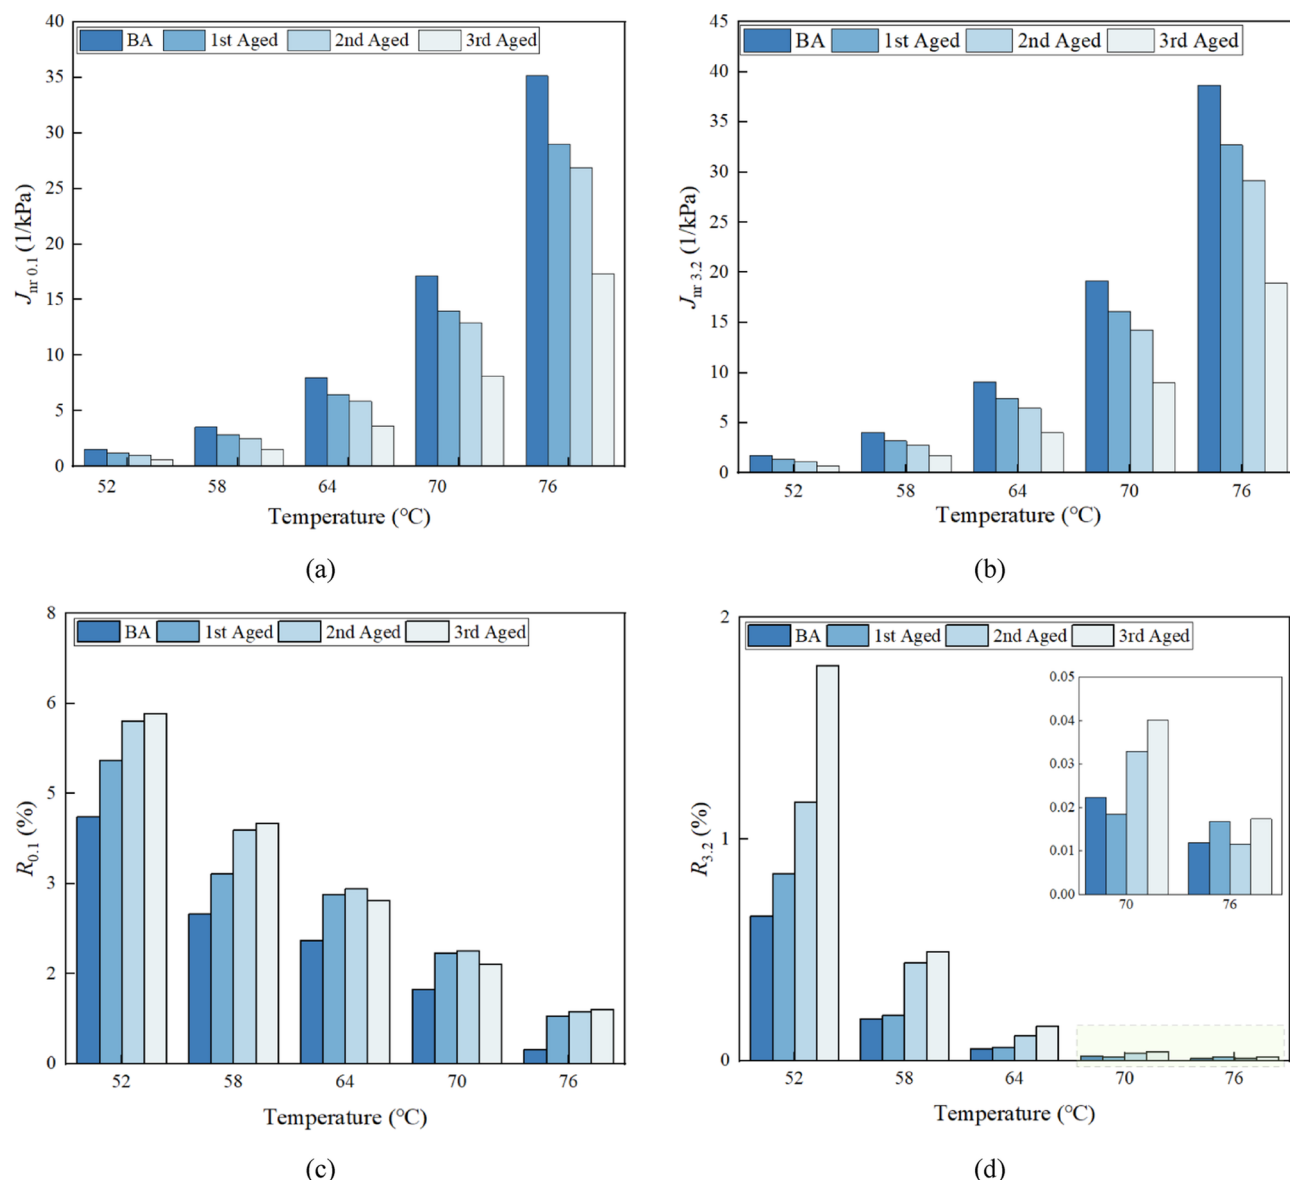 40
35
30
25
20
15
10
5
0
BA 1st Aged 2nd Aged 3rd Aged
J nr 0.1 (1/kPa)
52 58 64 70 76
Temperature (°C)
(a)
45
40
35
30
25
20
15
10
5
0
BA 1st Aged 2nd Aged 3rd Aged
J nr 3.2 (1/kPa)
52 58 64 70 76
Temperature (°C)
(b)
8
6
5
3
2
0
BA 1st Aged 2nd Aged 3rd Aged
R 0.1 (%)
52 58 64 70 76
Temperature (°C)
(c)
2
1
0
BA 1st Aged 2nd Aged 3rd Aged
R 3.2 (%)
0.05
0.04
0.03
0.02
0.01
0.00
70 76
52 58 64 70 76
Temperature (°C)
(d)